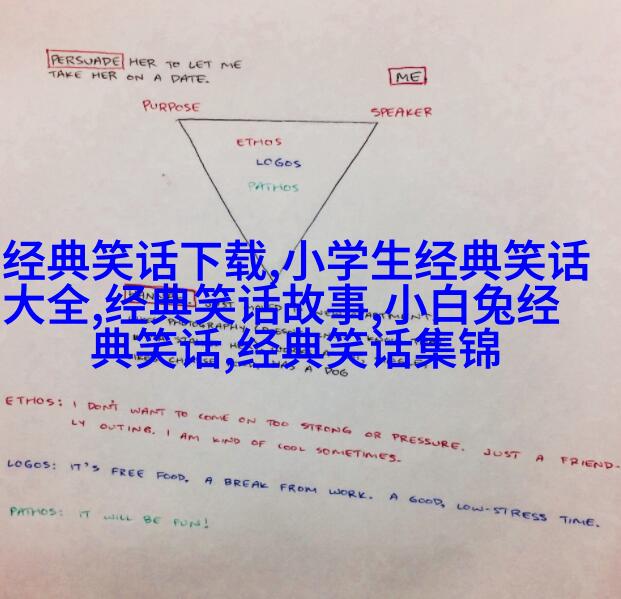 PERSUADE HER TO LET ME
TAKE HER ON A DATE.
ME
PURPOSE
SPEAKER
ETHOS
LOGOS
PATHOS
经典笑话下载,小学生经典笑话
大全,经典笑话故事,小白兔经
典笑话,经典笑话集锦
PHOTOGRAPHY
HAS A DOG
ETHOS: I DON'T WANT TO COME ON TOO STRONG OR PRESSURE. JUST A FRIEND-
LY OUTING. I AM KIND OF COOL SOMETIMES.
LOGOS: IT'S FREE FOOD. A BREAK FROM WORK. A GOOD, LOW-STRESS TIME.
PATHOS: IT WILL BE FUN!